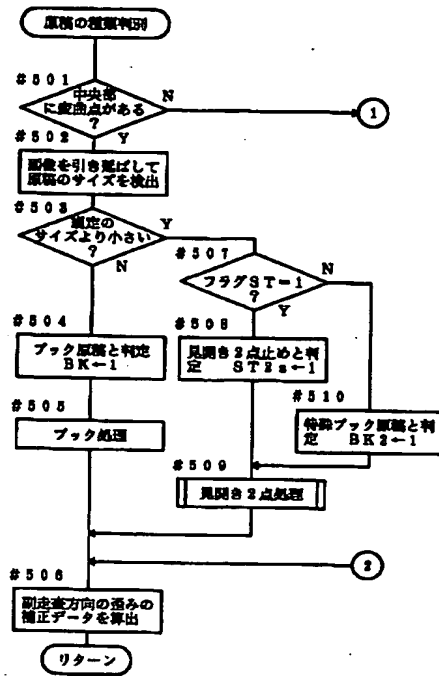 原稿の種類判別
#501
中央部
に変曲点がある
?
N
1
Y
#502
画像を引き延ばして
原稿のサイズを検出
#503
規定の
サイズより小さい
?
Y
N
#507
フラグST=1
?
N
Y
#504
ブック原稿と判定
BK←1
#508
見開き2点止めと判
定 ST2s←1
#505
ブック処理
#510
特殊ブック原稿と判
定 BK2←1
#509
見開き2点処理
2
#506
副走査方向の歪みの
補正データを算出
リターン